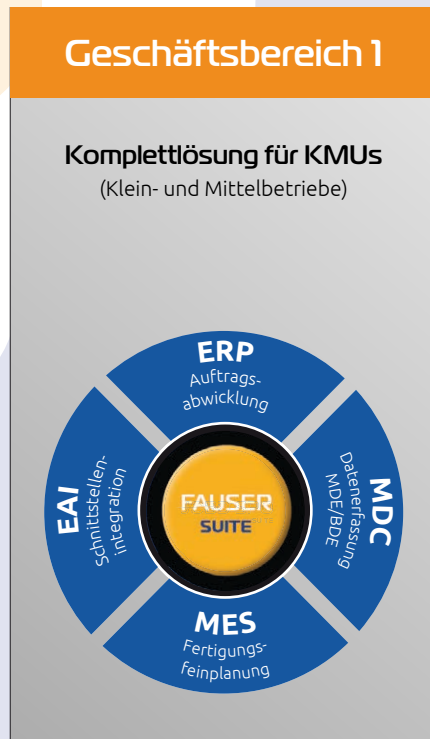 Geschäftsbereich 1
Komplettlösung für KMUs
(Klein- und Mittelbetriebe)
ERP
Auftrags-
abwicklung
MDC
Datenerfassung
MDE/BDE
EAI
Schnittstellen-
integration
FAUSER
SUITE
MES
Fertigungs-
feinplanung